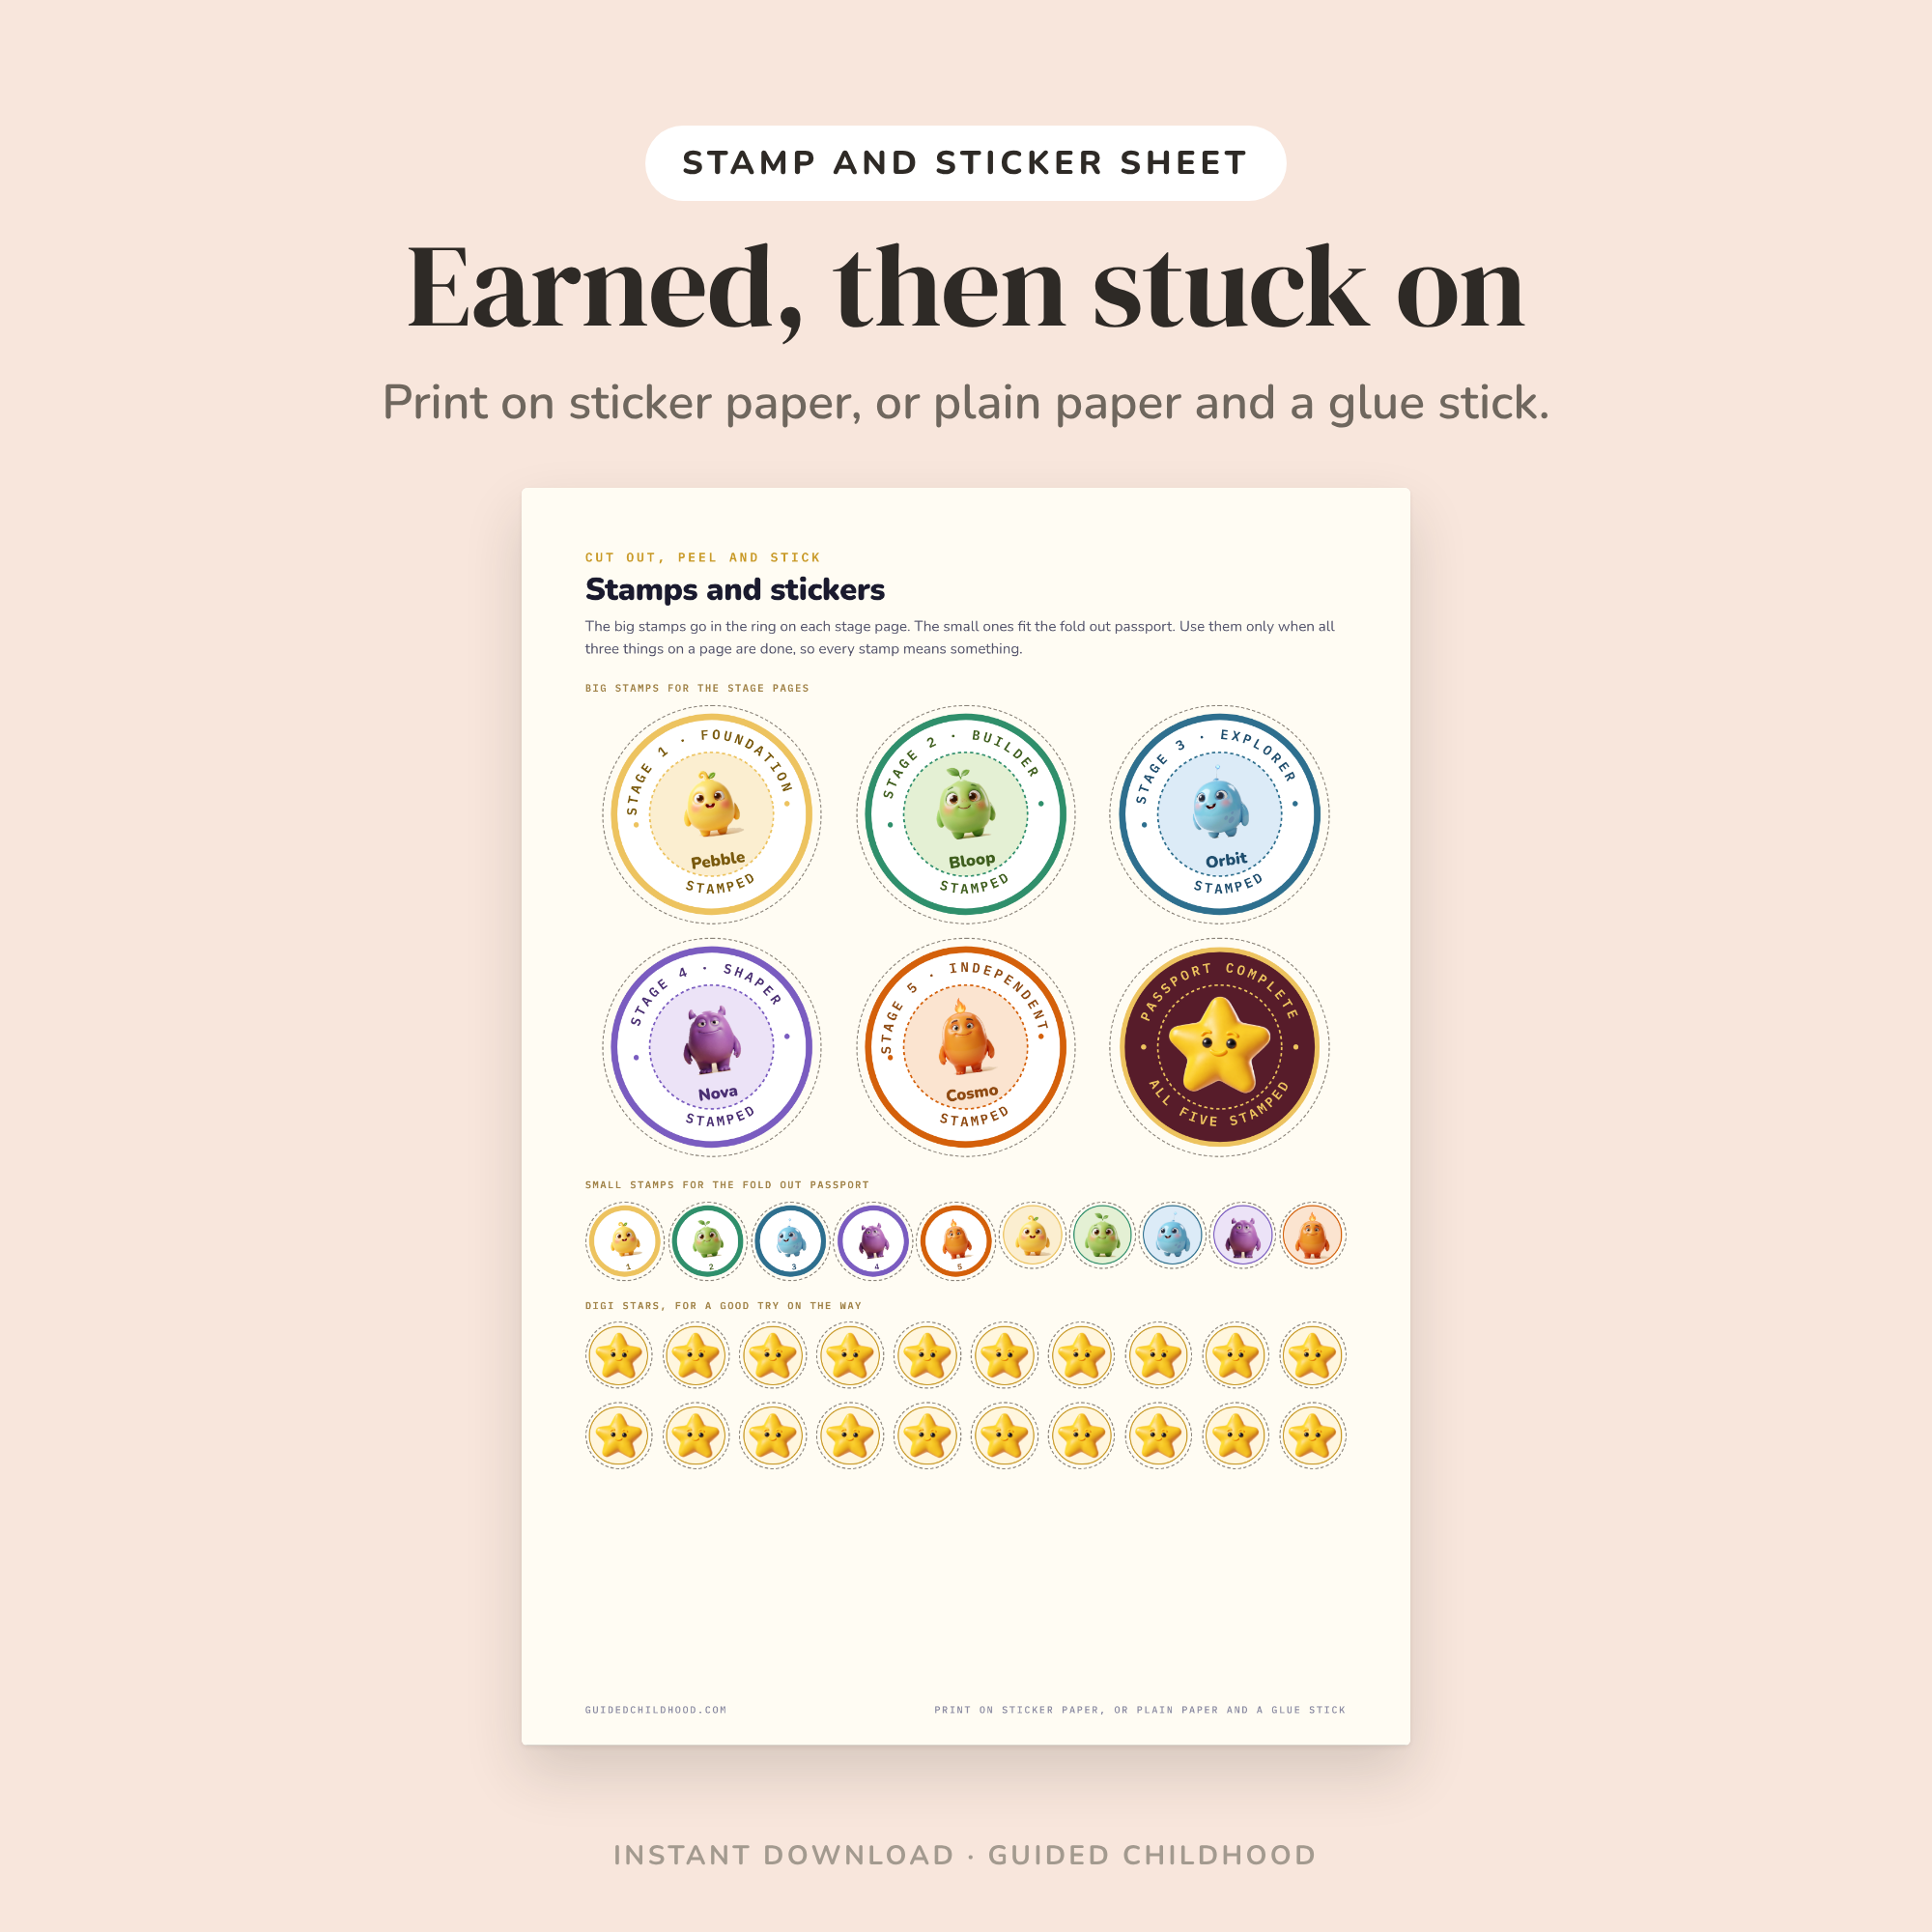 STAMP AND STICKER SHEET
Earned, then stuck on
Print on sticker paper, or plain paper and a glue stick.
CUT OUT, PEEL AND STICK
Stamps and stickers
The big stamps go in the ring on each stage page. The small ones fit the fold out passport. Use them only when all
three things on a page are done, so every stamp means something.
BIG STAMPS FOR THE STAGE PAGES
STAGE 1 · FOUNDATION
Pebble
STAMPED
STAGE 2 · BUILDER
Bloop
STAMPED
STAGE 3 · EXPLORER
Orbit
STAMPED
STAGE 4 · SHAPER
Nova
STAMPED
STAGE 5 · INDEPENDENT
Cosmo
STAMPED
PASSPORT COMPLETE
ALL FIVE STAMPED
SMALL STAMPS FOR THE FOLD OUT PASSPORT
1 2 3 4 5
DIGI STARS, FOR A GOOD TRY ON THE WAY
GUIDEDCHILDHOOD.COM
PRINT ON STICKER PAPER, OR PLAIN PAPER AND A GLUE STICK
INSTANT DOWNLOAD · GUIDED CHILDHOOD